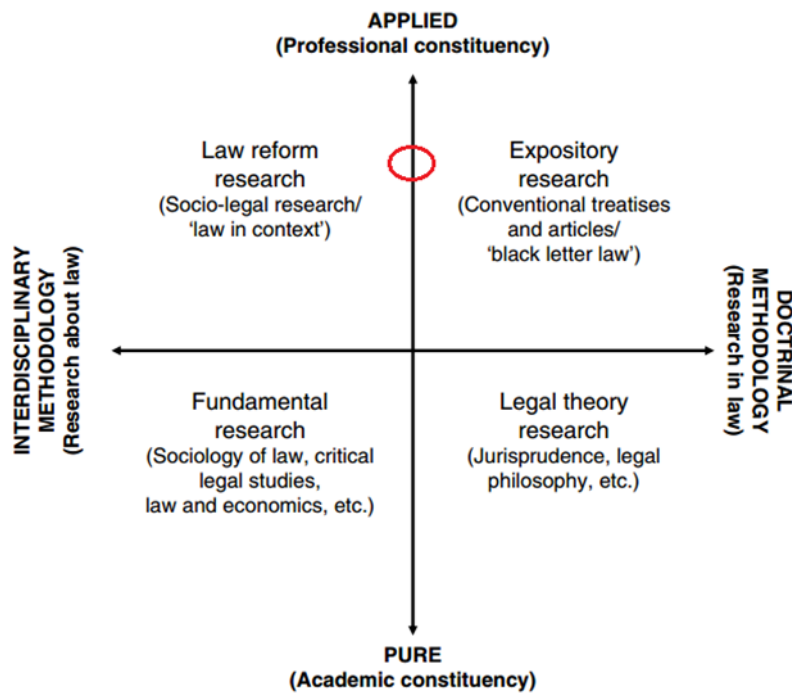 APPLIED
(Professional constituency)
Law reform
research
(Socio-legal research/
‘law in context’)
Expository
research
(Conventional treatises
and articles/
‘black letter law’)
INTERDISCIPLINARY
METHODOLOGY
(Research about law)
DOCTRINAL
METHODOLOGY
(Research in law)
Fundamental
research
(Sociology of law, critical
legal studies,
law and economics, etc.)
Legal theory
research
(Jurisprudence, legal
philosophy, etc.)
PURE
(Academic constituency)